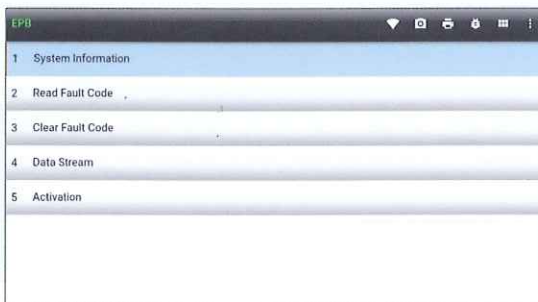 EPB
1 System Information
2 Read Fault Code
3 Clear Fault Code
4 Data Stream
5 Activation